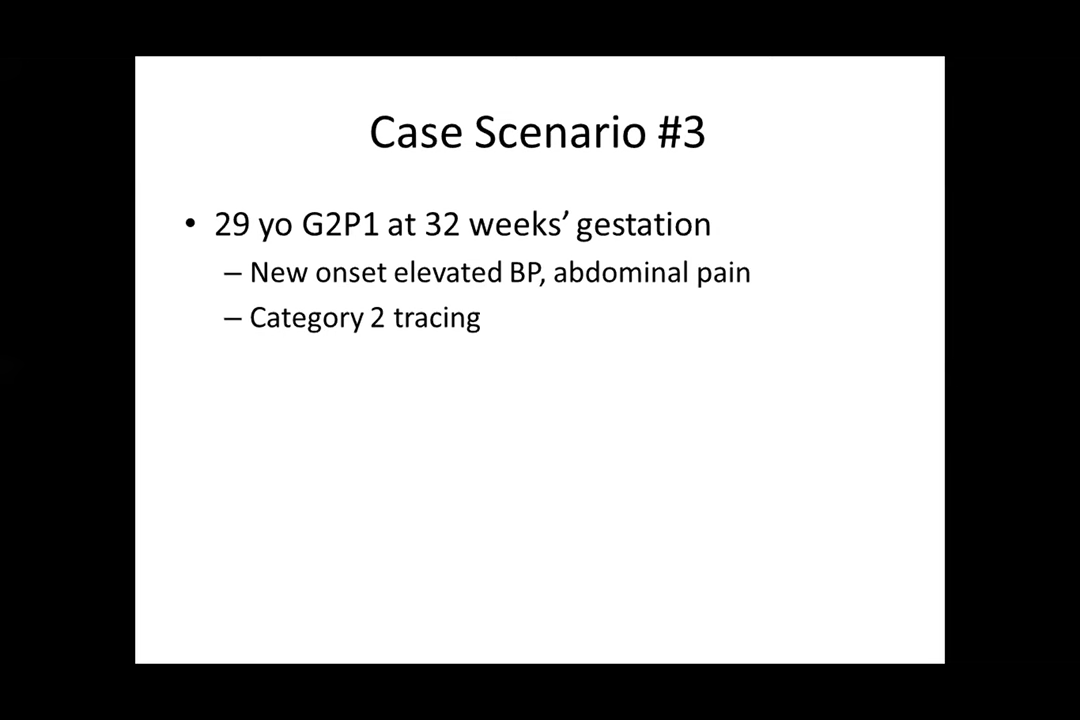 Case Scenario #3
• 29 yo G2P1 at 32 weeks’ gestation
– New onset elevated BP, abdominal pain
– Category 2 tracing